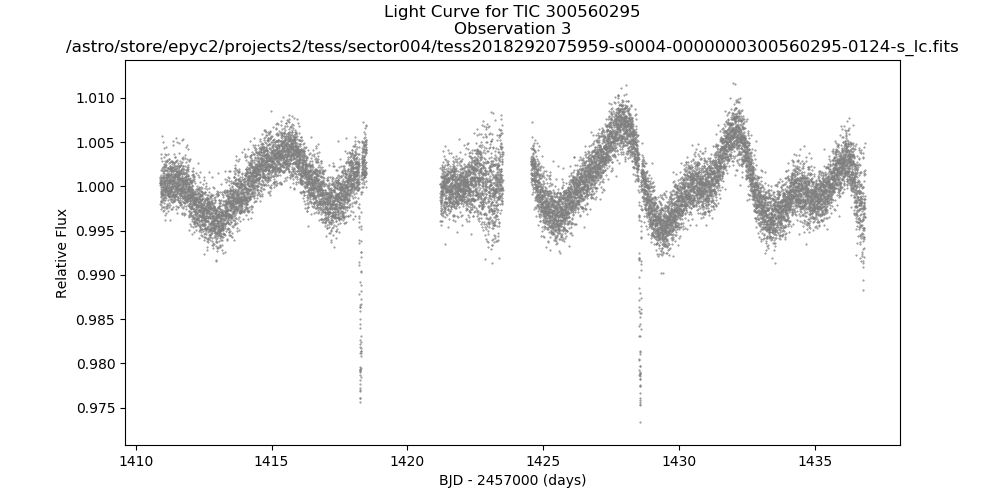 Light Curve for TIC 300560295
Observation 3
/astro/store/epyc2/projects2/tess/sector004/tess2018292075959-s0004-0000000300560295-0124-s_lc.fits
1.010
1.005
1.000
0.995
0.990
0.985
0.980
0.975
Relative Flux
1410
1415
1420
1425
1430
1435
BJD - 2457000 (days)